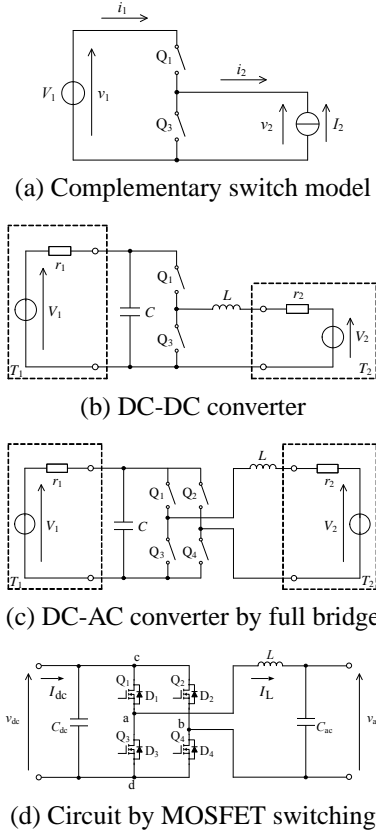 i1
Q1
i2
V1
v1
Q3
v2
I2
(a) Complementary switch model
r1
Q1
L
r2
V1
C
Q3
V2
T1
T2
(b) DC-DC converter
L
r1
Q1
Q2
r2
V1
C
V2
Q3
Q4
T1
T2
(c) DC-AC converter by full bridge
c
L
Idc
Q1
Q2
IL
D1
D2
vdc
Cdc
a
b
Cac
Q3
Q4
D3
D4
d
(d) Circuit by MOSFET switching